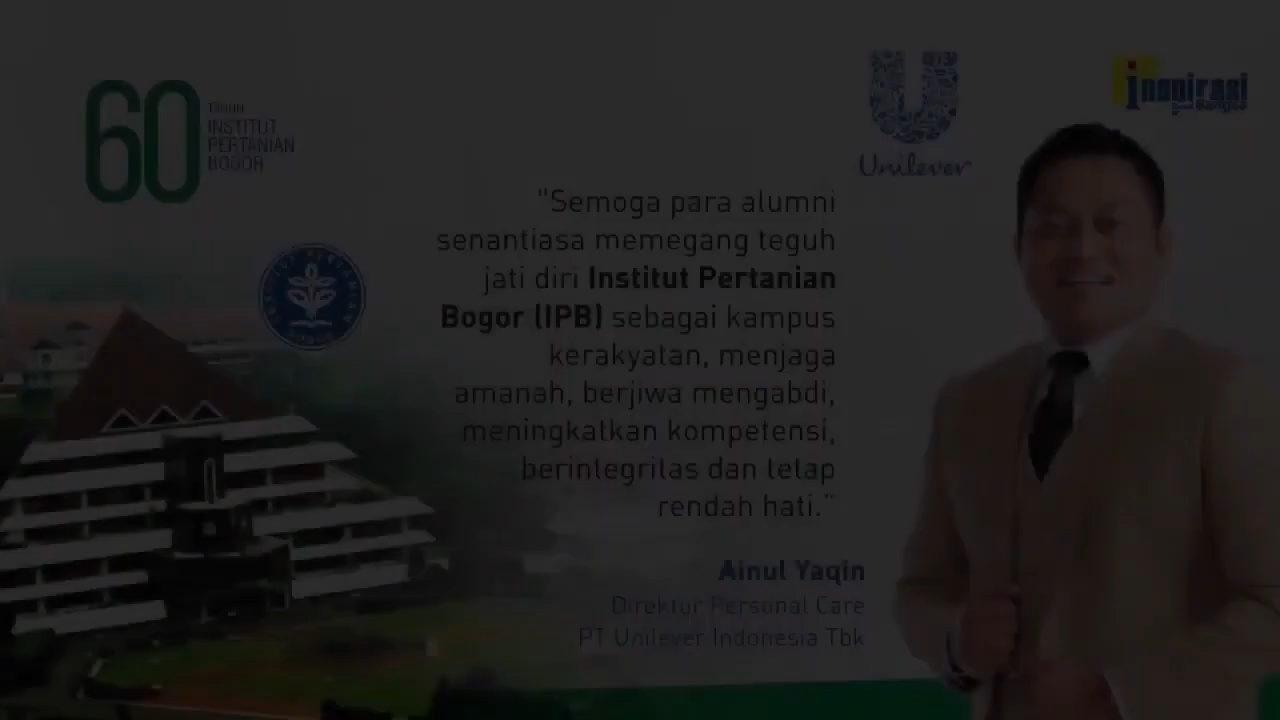 60
Tahun
INSTITUT
PERTANIAN
BOGOR
Unilever
Inspirasi
"Semoga para alumni
senantiasa memegang teguh
jati diri Institut Pertanian
Bogor (IPB) sebagai kampus
kerakyatan, menjaga
amanah, berjiwa mengabdi,
meningkatkan kompetensi,
berintegritas dan tetap
rendah hati."
Ainul Yaqin
Direktur Personal Care
PT Unilever Indonesia Tbk